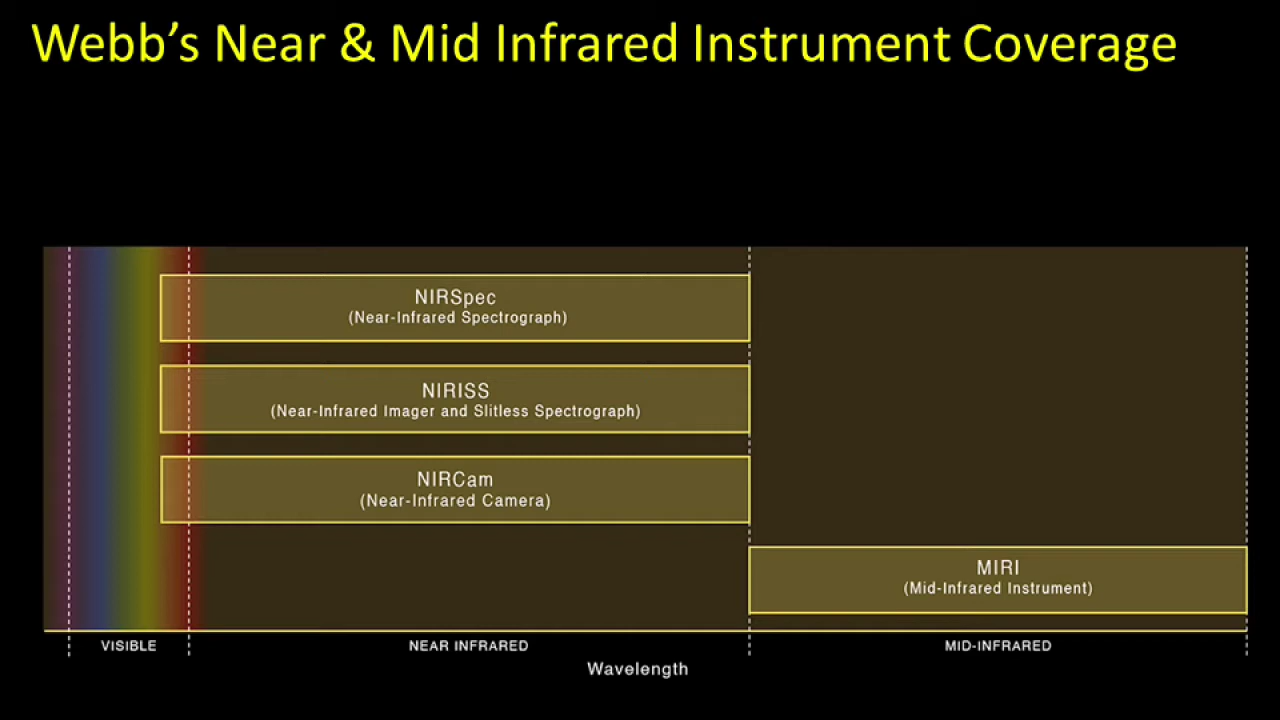 Webb's Near & Mid Infrared Instrument Coverage
NIRSpec
(Near-Infrared Spectrograph)
NIRISS
(Near-Infrared Imager and Slitless Spectrograph)
NIRCam
(Near-Infrared Camera)
MIRI
(Mid-Infrared Instrument)
VISIBLE
NEAR INFRARED
MID-INFRARED
Wavelength